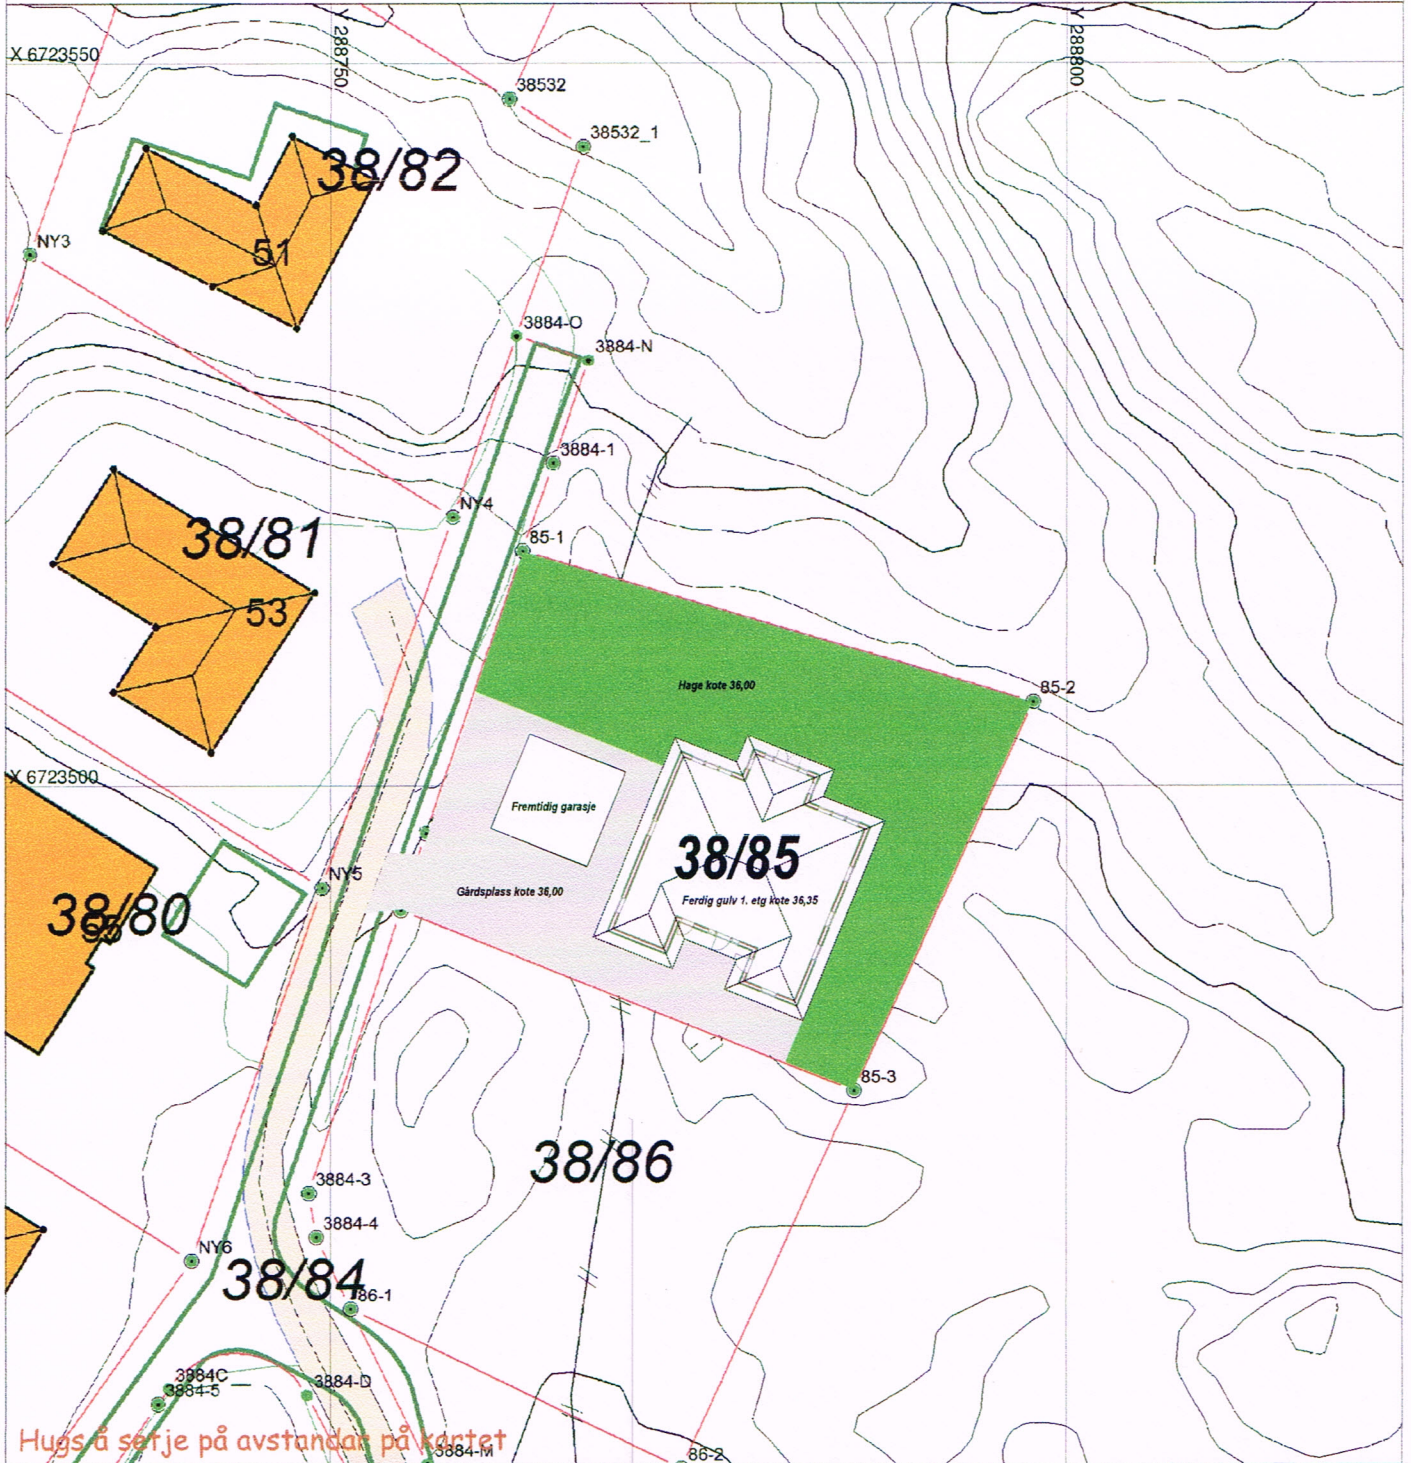 Y 288750
Y 288800
X 6723550
38532
38532_1
38/82
51
NY3
3884-O
3884-N
3884-1
NY4
38/81
85-1
53
Hage kote 36,00
85-2
X 6723500
Fremtidig garasje
38/85
NY5
Gårdsplass kote 36,00
Ferdig gulv 1. etg kote 36,35
38/80
85-3
38/86
3884-3
3884-4
NY6
38/84
86-1
3884C
3884-5
3884-D
Hugs å setje på avstandar på kartet
3884-M
86-2